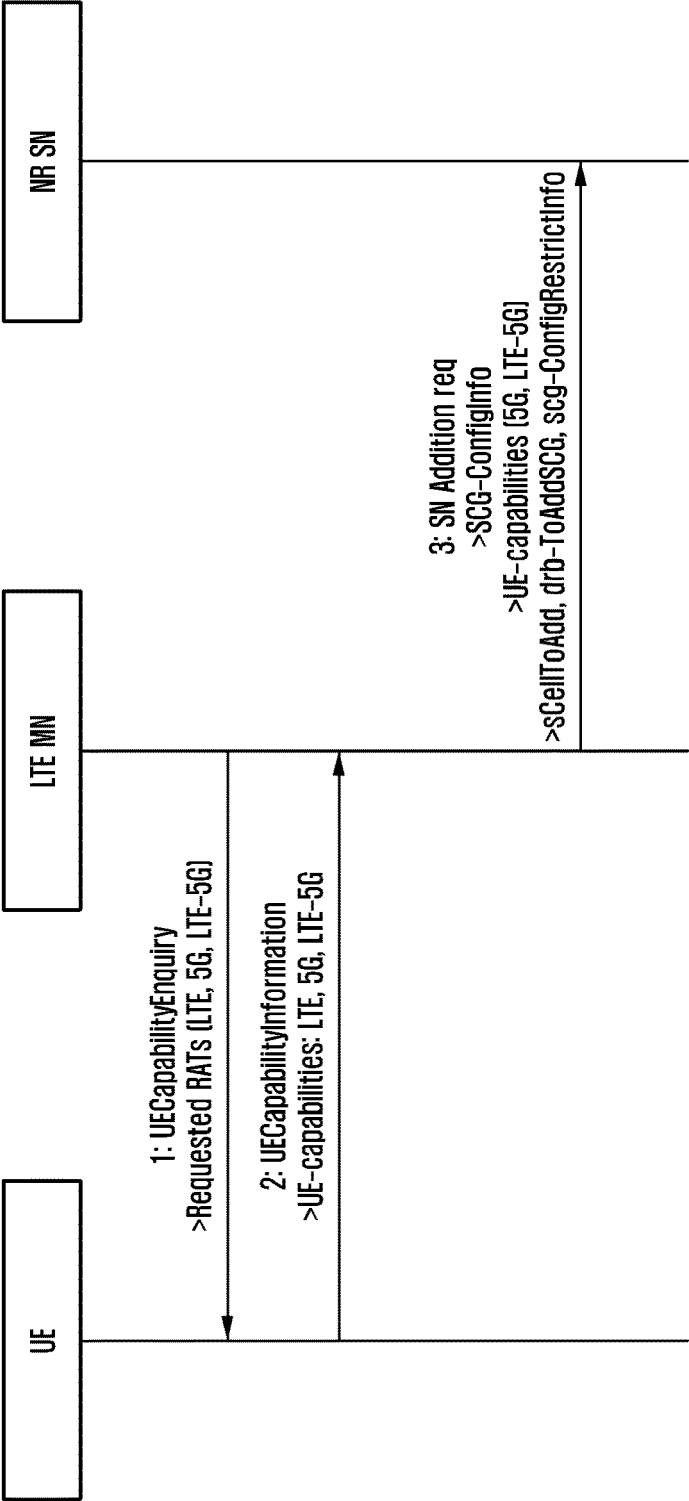 UE
LTE MN
NR SN
1: UECapabilityEnquiry
>Requested RATs (LTE, 5G, LTE-5G)
2: UECapabilityInformation
>UE-capabilities: LTE, 5G, LTE-5G
3: SN Addition req
>SCG-ConfigInfo
>UE-capabilities (5G, LTE-5G)
>sCellToAdd, drb-ToAddSCG, scg-ConfigRestrictInfo